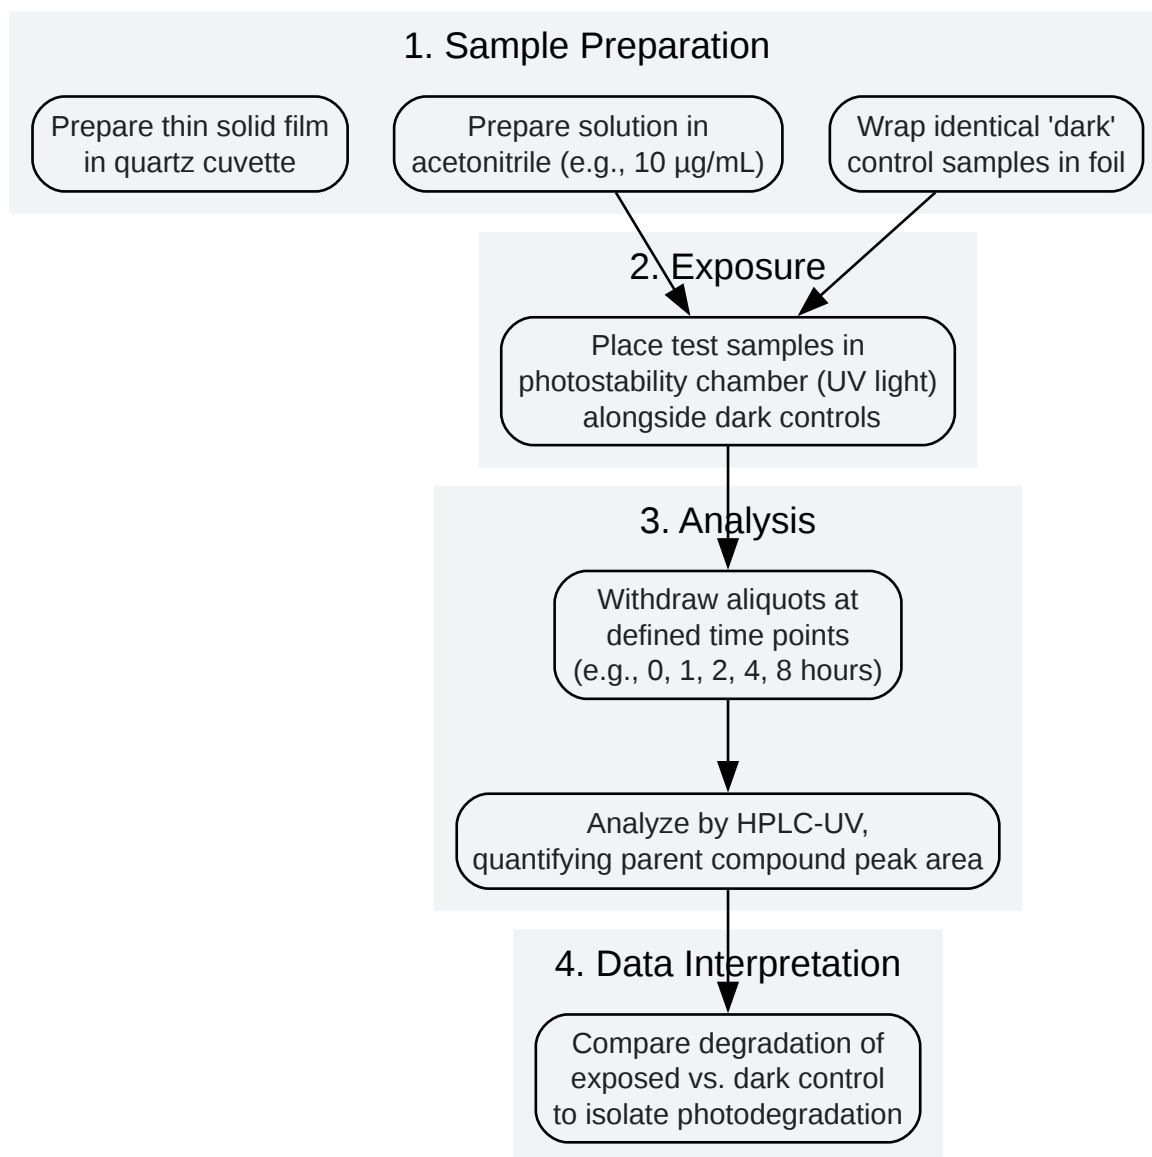 1. Sample Preparation
Prepare thin solid film
in quartz cuvette
Prepare solution in
acetonitrile (e.g., 10 µg/mL)
Wrap identical 'dark'
control samples in foil
2. Exposure
Place test samples in
photostability chamber (UV light)
alongside dark controls
3. Analysis
Withdraw aliquots at
defined time points
(e.g., 0, 1, 2, 4, 8 hours)
Analyze by HPLC-UV,
quantifying parent compound peak area
4. Data Interpretation
Compare degradation of
exposed vs. dark control
to isolate photodegradation